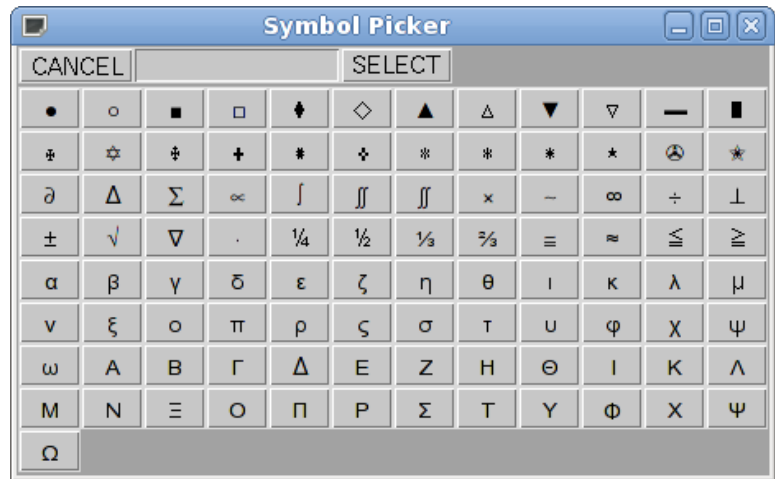 Symbol Picker
CANCEL SELECT
● ○ ■ □ ♦ ◇ ▲ △ ▼ ▽ ▬ ▮
✠ ✡ ✥ ✚ ⁕ ✣ ※ ✻ ✱ ⋆ ✇ ✭
∂ Δ Σ ∝ ∫ ∬ ∬ × ∼ ∞ ÷ ⊥
± √ ∇ · ¼ ½ ⅓ ⅔ ≡ ≈ ≦ ≧
α β γ δ ε ζ η θ ι κ λ μ
ν ξ ο π ρ ς σ τ υ φ χ ψ
ω Α Β Γ Δ Ε Ζ Η Θ Ι Κ Λ
Μ Ν Ξ Ο Π Ρ Σ Τ Υ Φ Χ Ψ
Ω